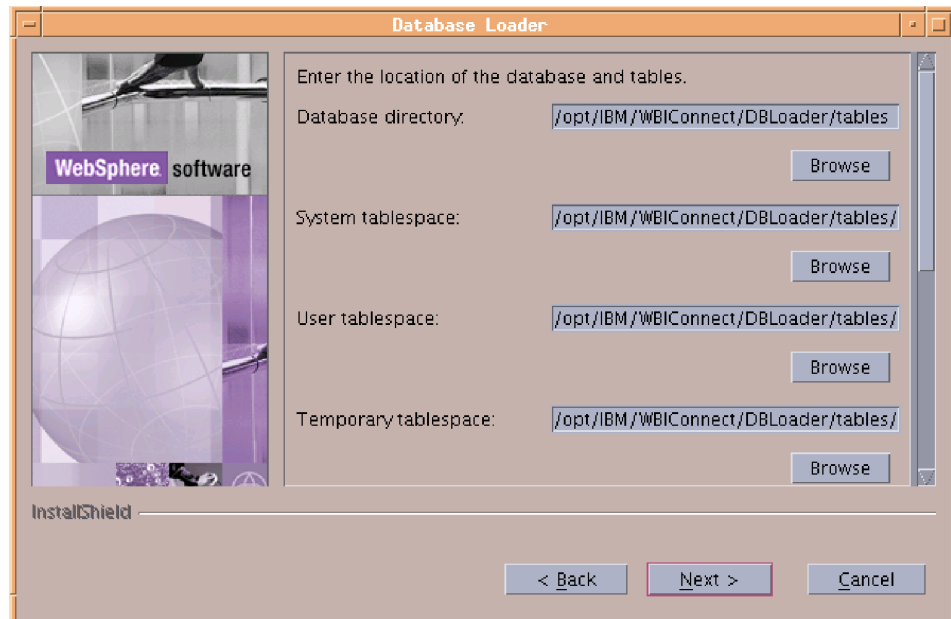 Database Loader
WebSphere. software
Enter the location of the database and tables.
Database directory: /opt/IBM/WBIConnect/DBLoader/tables
Browse
System tablespace: /opt/IBM/WBIConnect/DBLoader/tables/
Browse
User tablespace: /opt/IBM/WBIConnect/DBLoader/tables/
Browse
Temporary tablespace: /opt/IBM/WBIConnect/DBLoader/tables/
Browse
InstallShield
< Back Next > Cancel